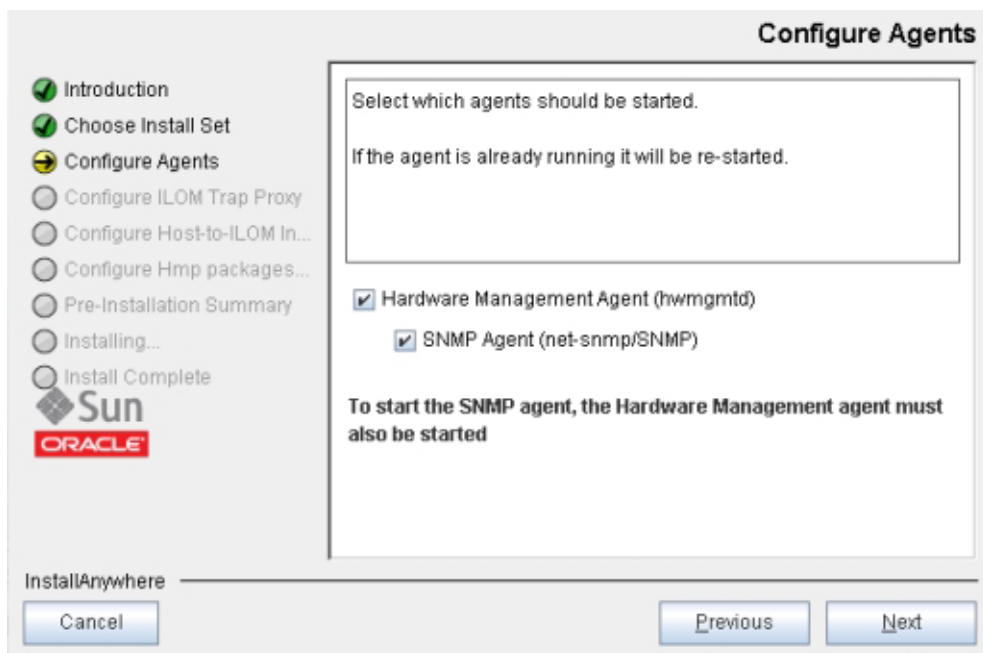 Configure Agents
Introduction
Choose Install Set
Configure Agents
Configure ILOM Trap Proxy
Configure Host-to-ILOM In...
Configure Hmp packages...
Pre-Installation Summary
Installing...
Install Complete
Sun
ORACLE
Select which agents should be started.
If the agent is already running it will be re-started.
Hardware Management Agent (hwmgmtd)
SNMP Agent (net-snmp/SNMP)
To start the SNMP agent, the Hardware Management agent must
also be started
InstallAnywhere
Cancel
Previous
Next